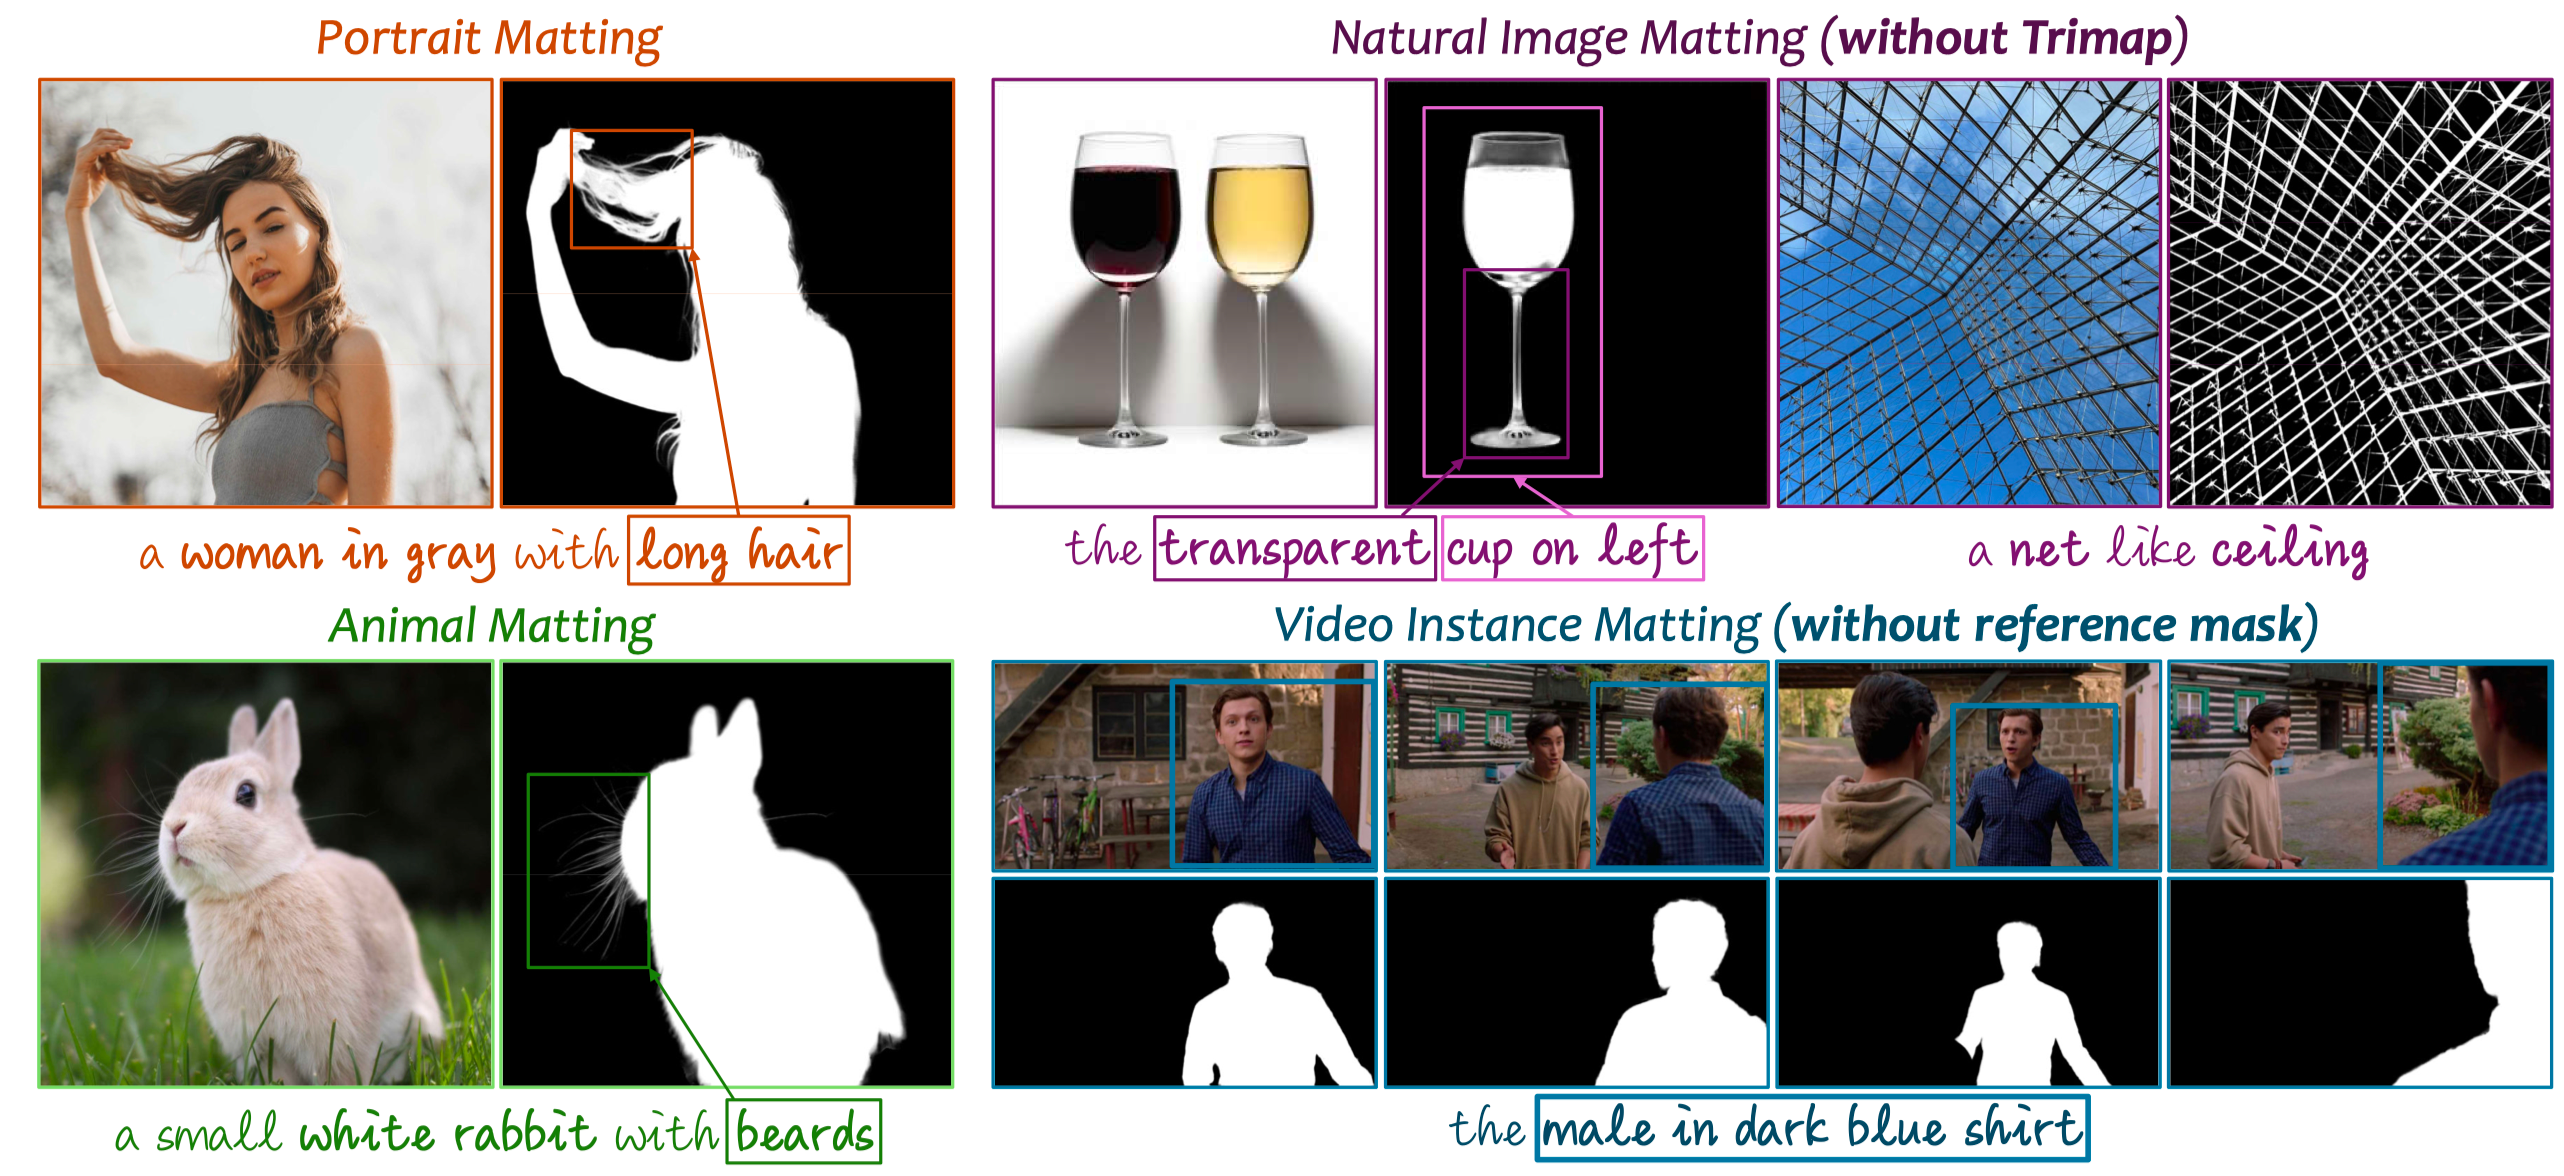 Portrait Matting
Natural Image Matting (without Trimap)
a woman in gray with long hair
the transparent cup on left
a net like ceiling
Animal Matting
Video Instance Matting (without reference mask)
a small white rabbit with beards
the male in dark blue shirt